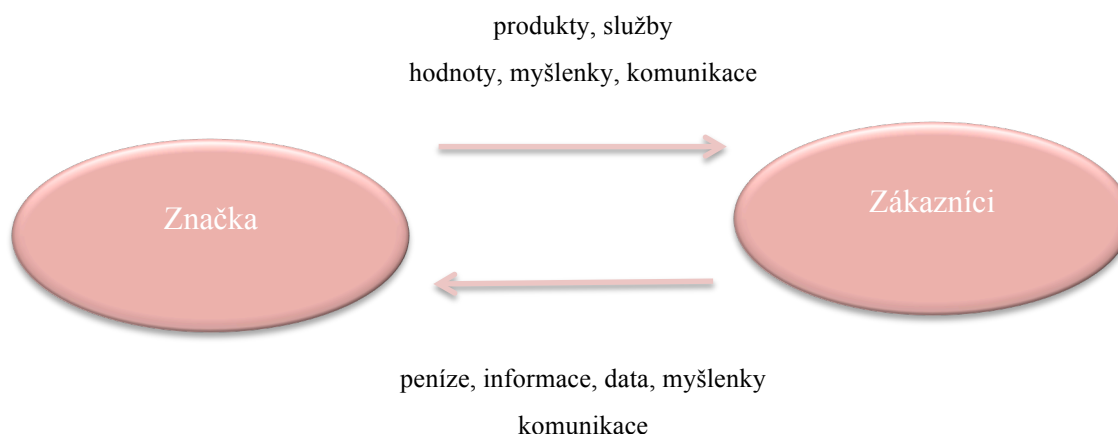 produkty, služby
hodnoty, myšlenky, komunikace
Značka
Zákazníci
peníze, informace, data, myšlenky
komunikace